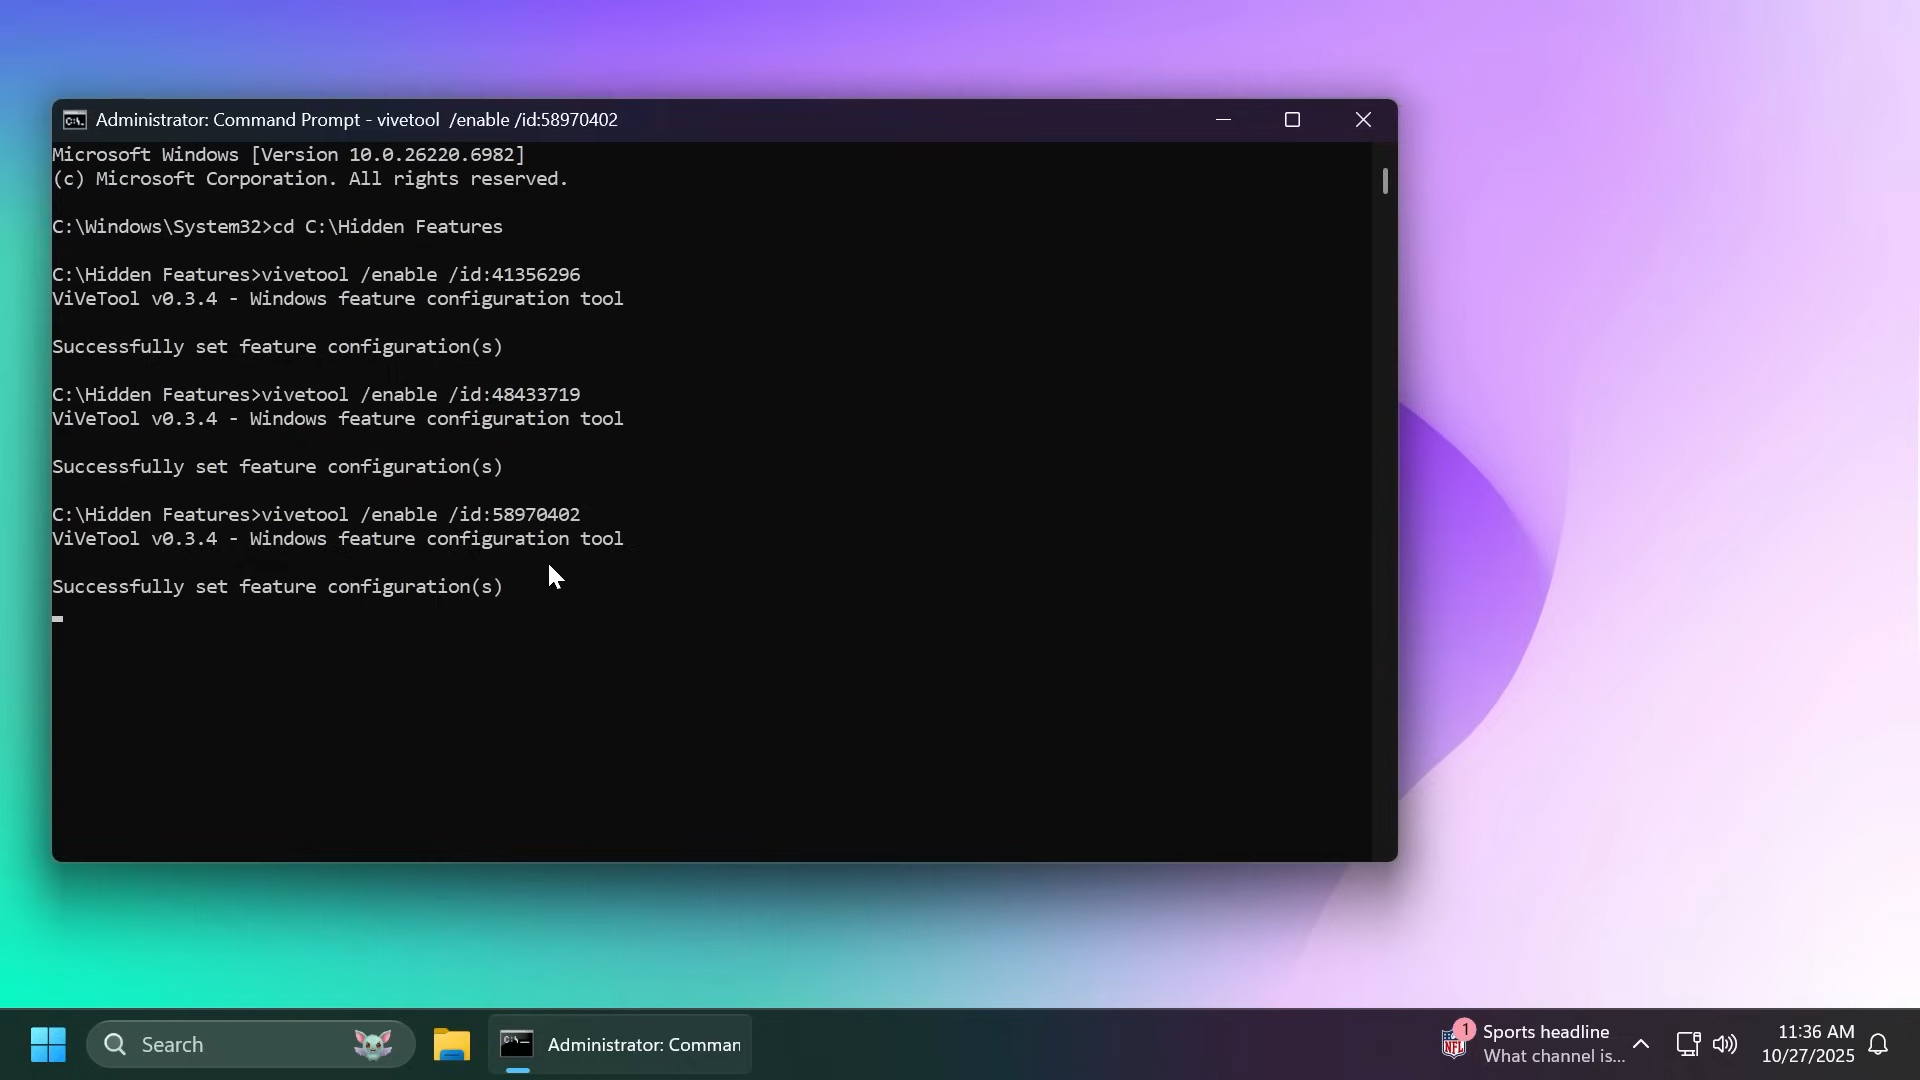 Administrator: Command Prompt - vivetool  /enable /id:58970402
Microsoft Windows [Version 10.0.26220.6982]
(c) Microsoft Corporation. All rights reserved.
C:\Windows\System32>cd C:\Hidden Features
C:\Hidden Features>vivetool /enable /id:41356296
ViVeTool v0.3.4 - Windows feature configuration tool
Successfully set feature configuration(s)
C:\Hidden Features>vivetool /enable /id:48433719
ViVeTool v0.3.4 - Windows feature configuration tool
Successfully set feature configuration(s)
C:\Hidden Features>vivetool /enable /id:58970402
ViVeTool v0.3.4 - Windows feature configuration tool
Successfully set feature configuration(s)
Search
Administrator: Comman
1
NFL
Sports headline
What channel is...
11:36 AM
10/27/2025